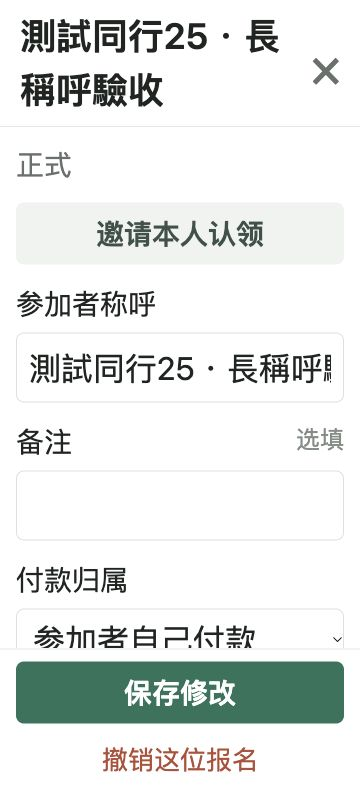 測試同行25 · 長
稱呼驗收
正式
邀请本人认领
参加者称呼
測試同行25 · 長稱呼
备注
选填
付款归属
参加者自己付款
保存修改
撤销这位报名